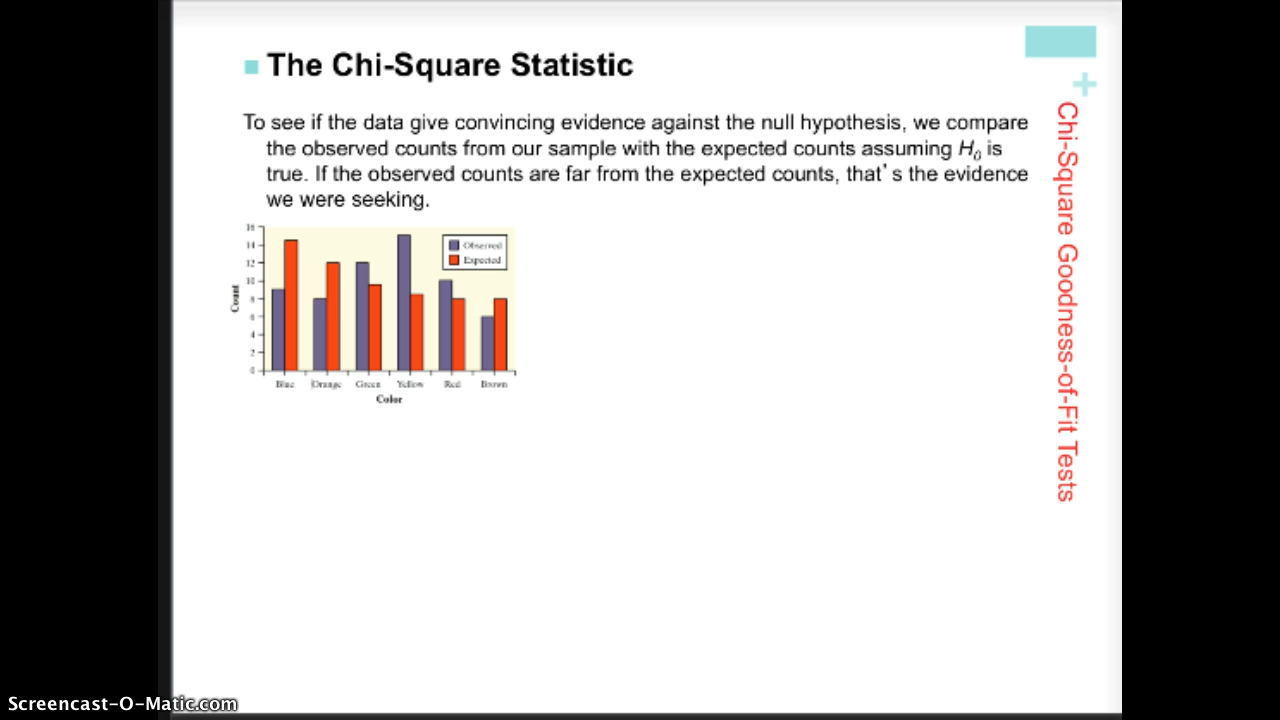 The Chi-Square Statistic
To see if the data give convincing evidence against the null hypothesis, we compare
the observed counts from our sample with the expected counts assuming H0 is
true. If the observed counts are far from the expected counts, that's the evidence
we were seeking.
+
Chi-Square Goodness-of-Fit Tests
16
14
12
10
8
6
4
2
0
Count
Observed
Expected
Blue Orange Green Yellow Red Brown
Color
Screencast-O-Matic.com